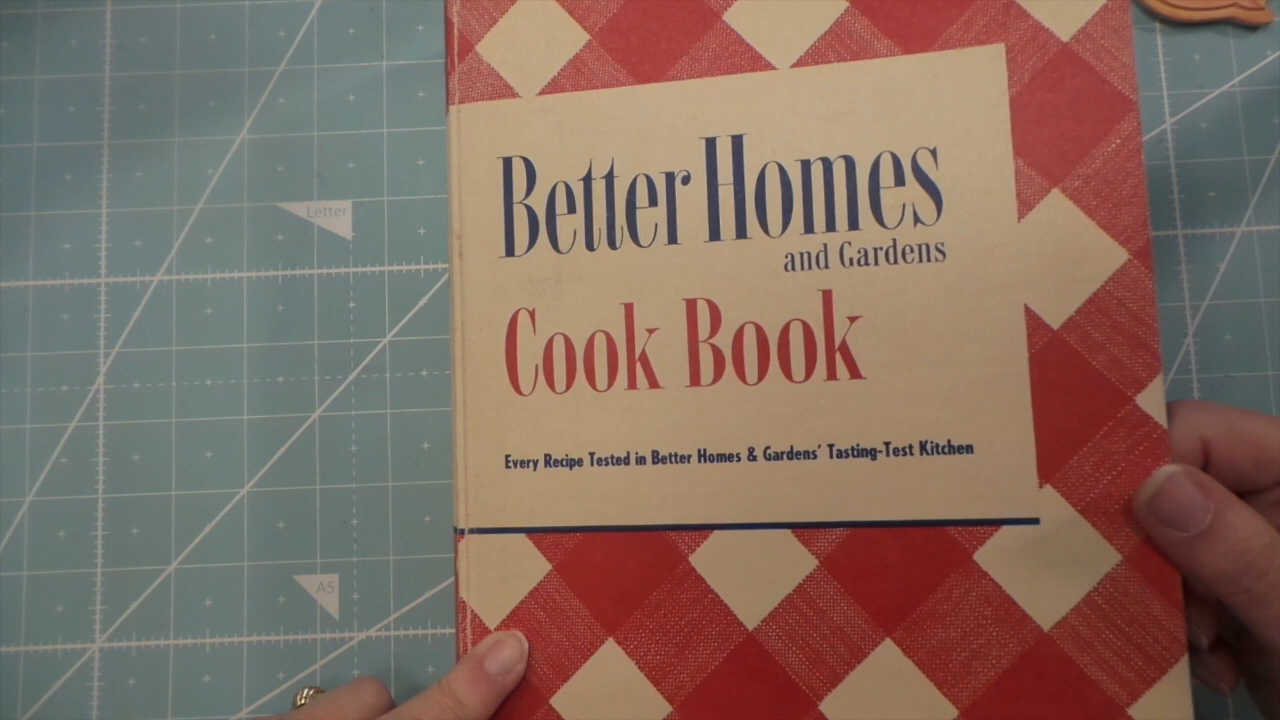 Better Homes
and Gardens
Cook Book
Every Recipe Tested in Better Homes & Gardens' Tasting-Test Kitchen
Letter
A5